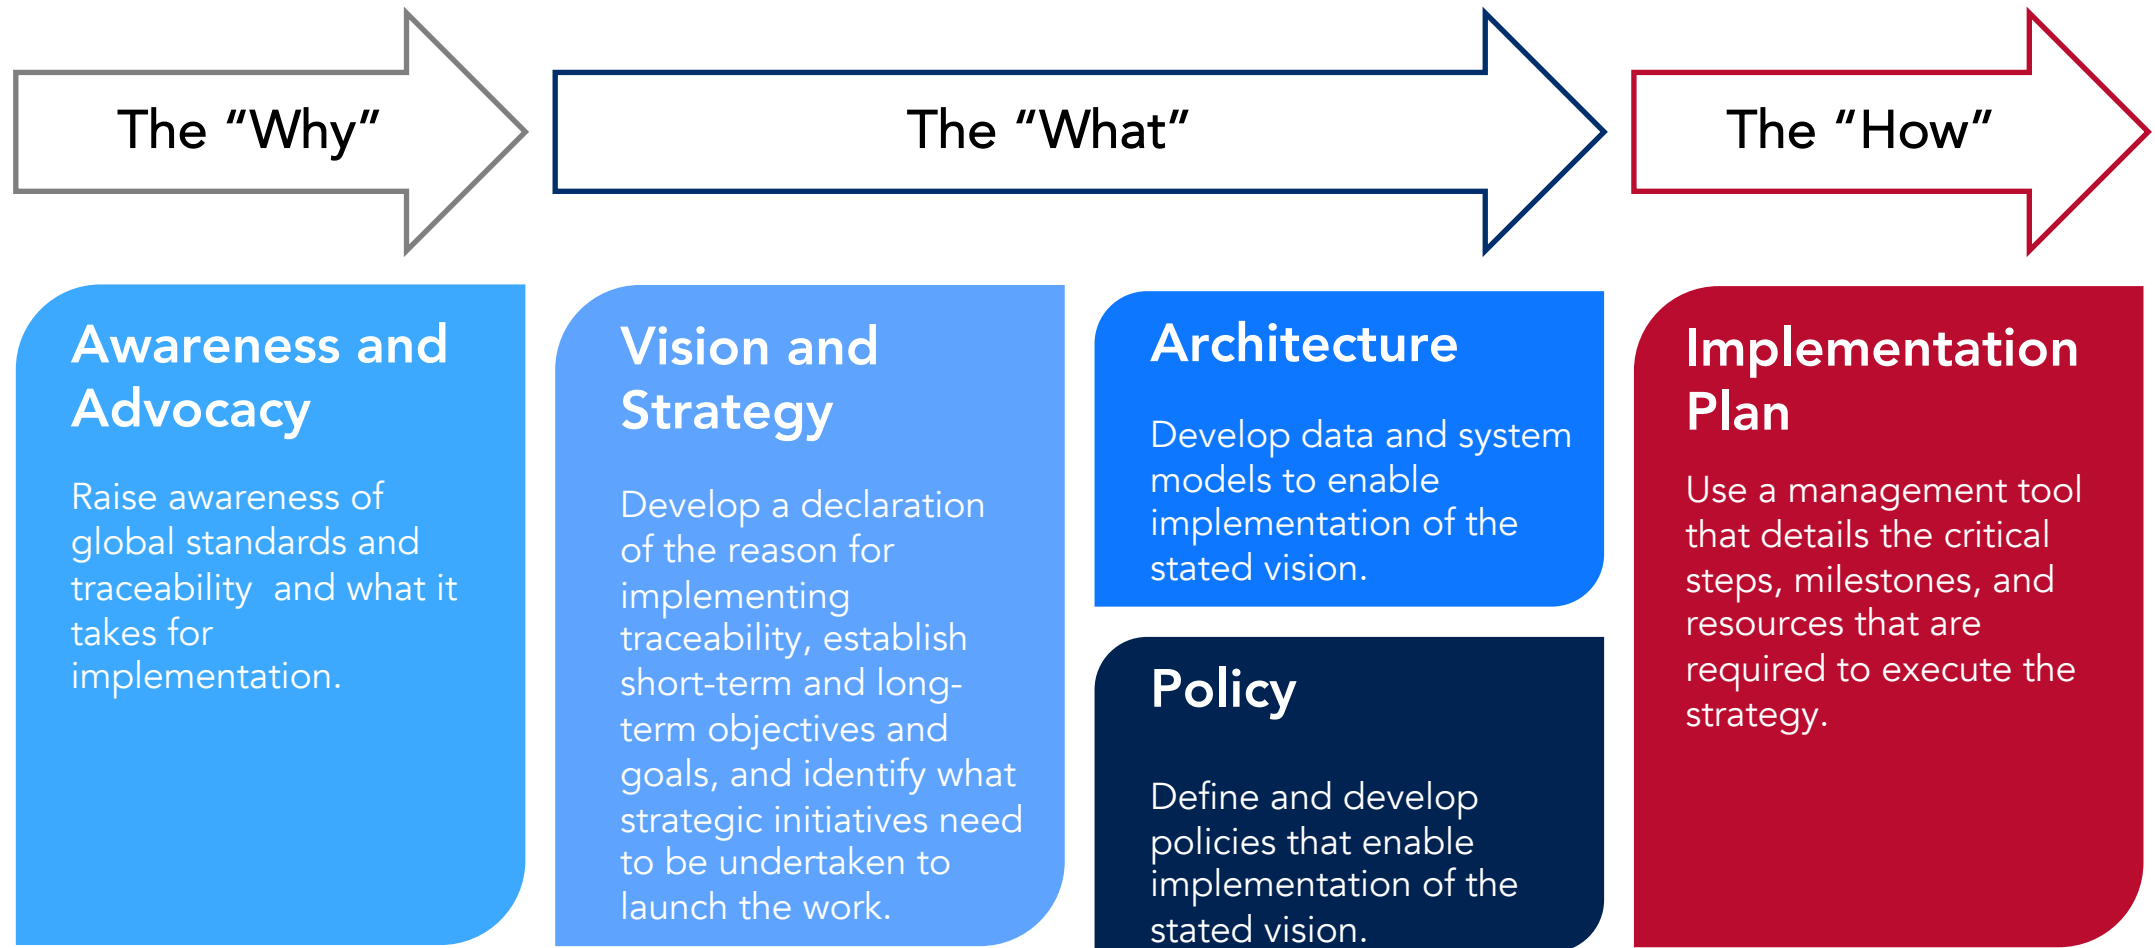 The “Why”
The “What”
The “How”
Awareness and
Advocacy
Raise awareness of
global standards and
traceability  and what it
takes for
implementation.
Vision and
Strategy
Develop a declaration
of the reason for
implementing
traceability, establish
short-term and long-
term objectives and
goals, and identify what
strategic initiatives need
to be undertaken to
launch the work.
Architecture
Develop data and system
models to enable
implementation of the
stated vision.
Policy
Define and develop
policies that enable
implementation of the
stated vision.
Implementation
Plan
Use a management tool
that details the critical
steps, milestones, and
resources that are
required to execute the
strategy.